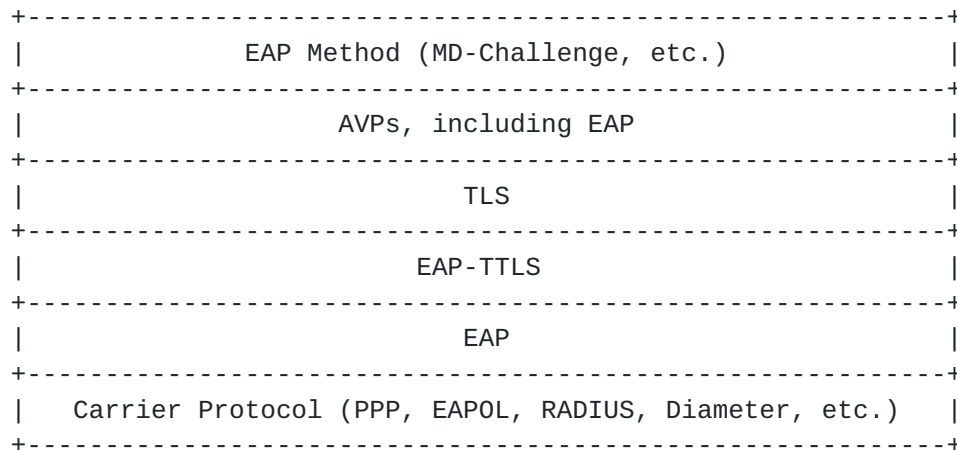 EAP Method (MD-Challenge, etc.)
AVPs, including EAP
TLS
EAP-TTLS
EAP
Carrier Protocol (PPP, EAPOL, RADIUS, Diameter, etc.)